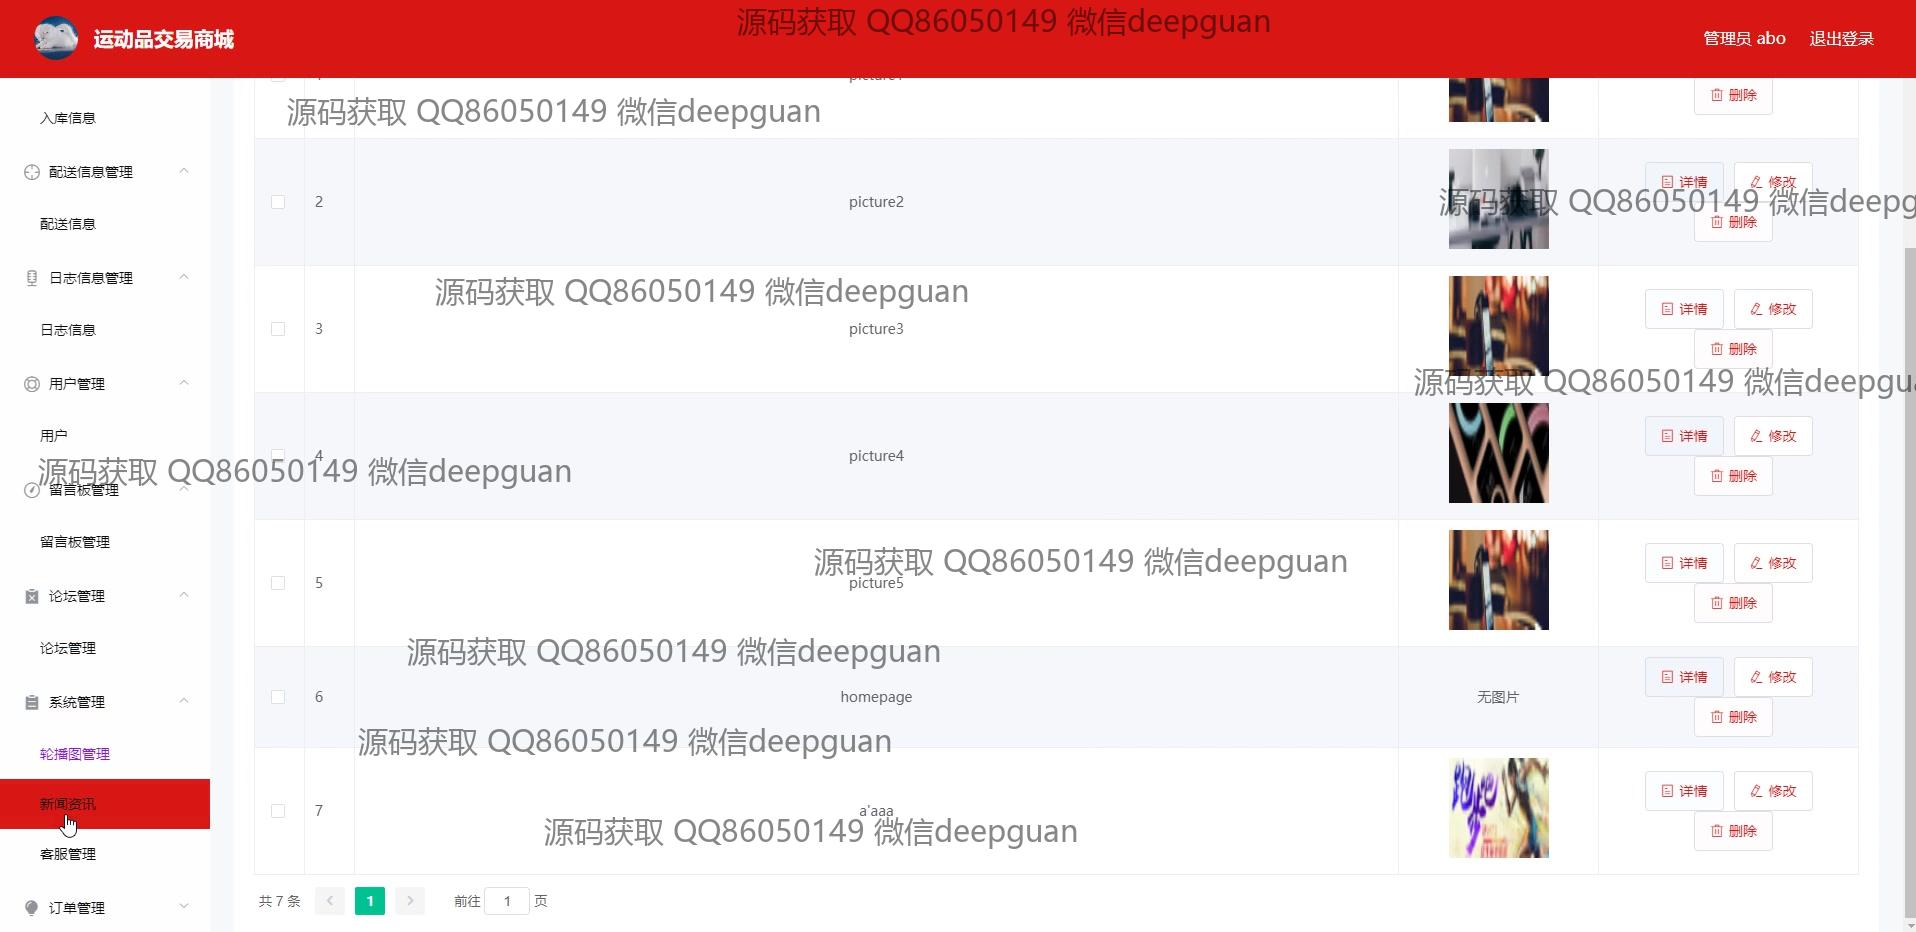 源码获取 QQ86050149 微信deepguan
运动品交易商城
管理员 abo 退出登录
入库信息
配送信息管理
配送信息
日志信息管理
日志信息
用户管理
用户
留言板管理
留言板管理
论坛管理
论坛管理
系统管理
轮播图管理
新闻资讯
客服管理
订单管理
删除
源码获取 QQ86050149 微信deepguan
2 picture2 详情 修改
删除
源码获取 QQ86050149 微信deepg
源码获取 QQ86050149 微信deepguan
3 picture3 详情 修改
删除
源码获取 QQ86050149 微信deepgu
4 picture4 详情 修改
删除
源码获取 QQ86050149 微信deepguan
源码获取 QQ86050149 微信deepguan
5 picture5 详情 修改
删除
源码获取 QQ86050149 微信deepguan
6 homepage 无图片 详情 修改
删除
源码获取 QQ86050149 微信deepguan
7 a'aaa 详情 修改
删除
源码获取 QQ86050149 微信deepguan
共 7 条 1 前往 1 页